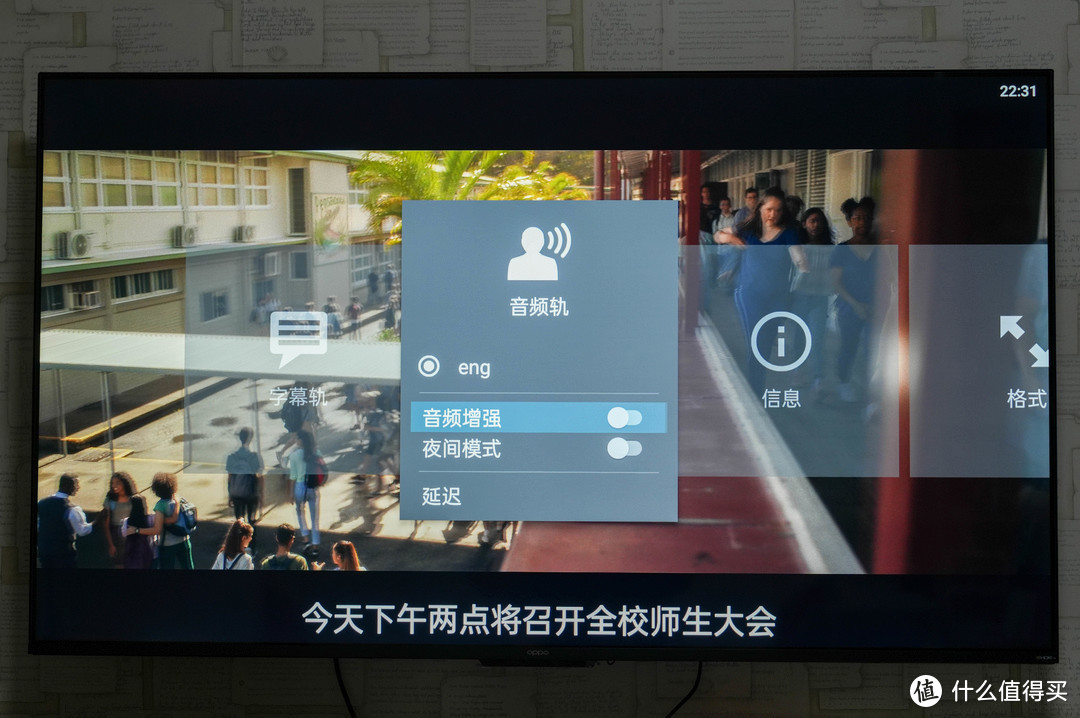 22:31
音频轨
eng
字幕轨
信息
格式
音频增强
夜间模式
延迟
今天下午两点将召开全校师生大会
oppo
值 什么值得买